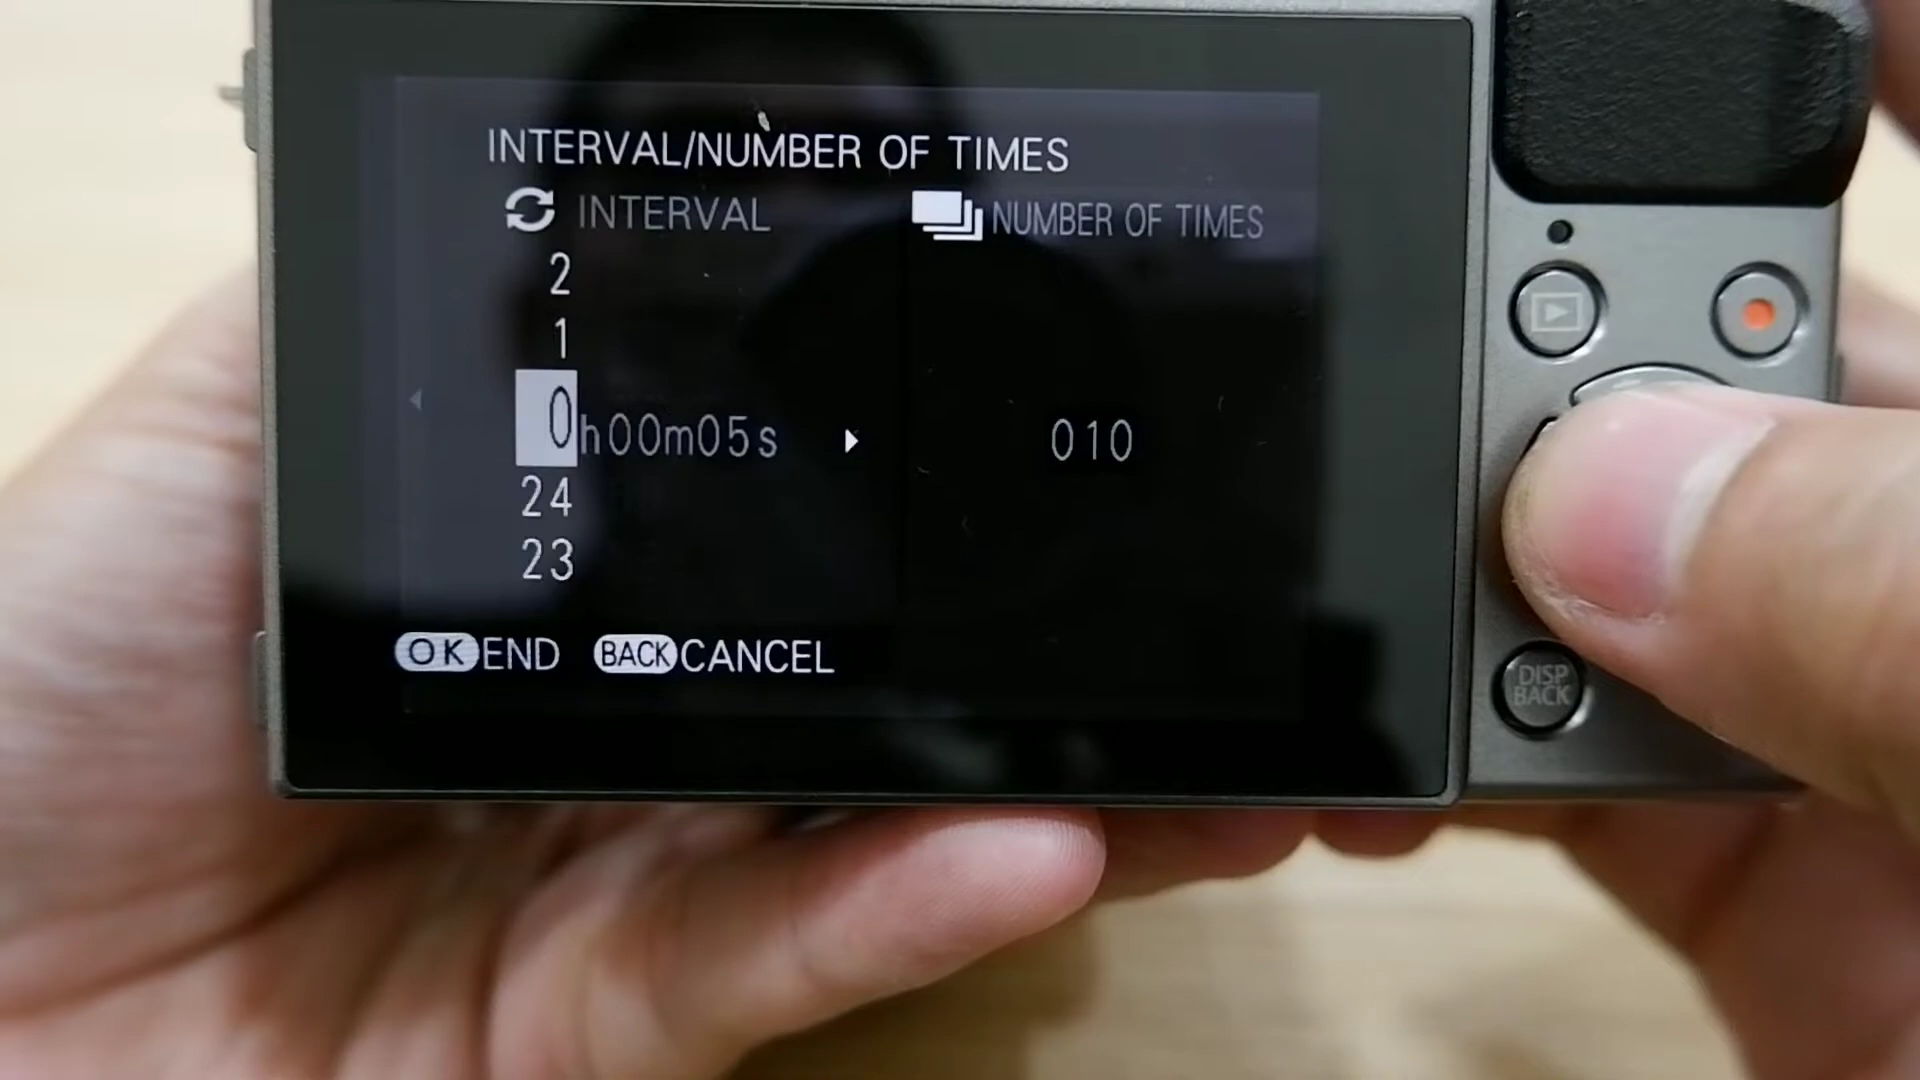 INTERVAL/NUMBER OF TIMES
INTERVAL
NUMBER OF TIMES
2
1
0h00m05s
010
24
23
OK END BACK CANCEL
DISP
BACK